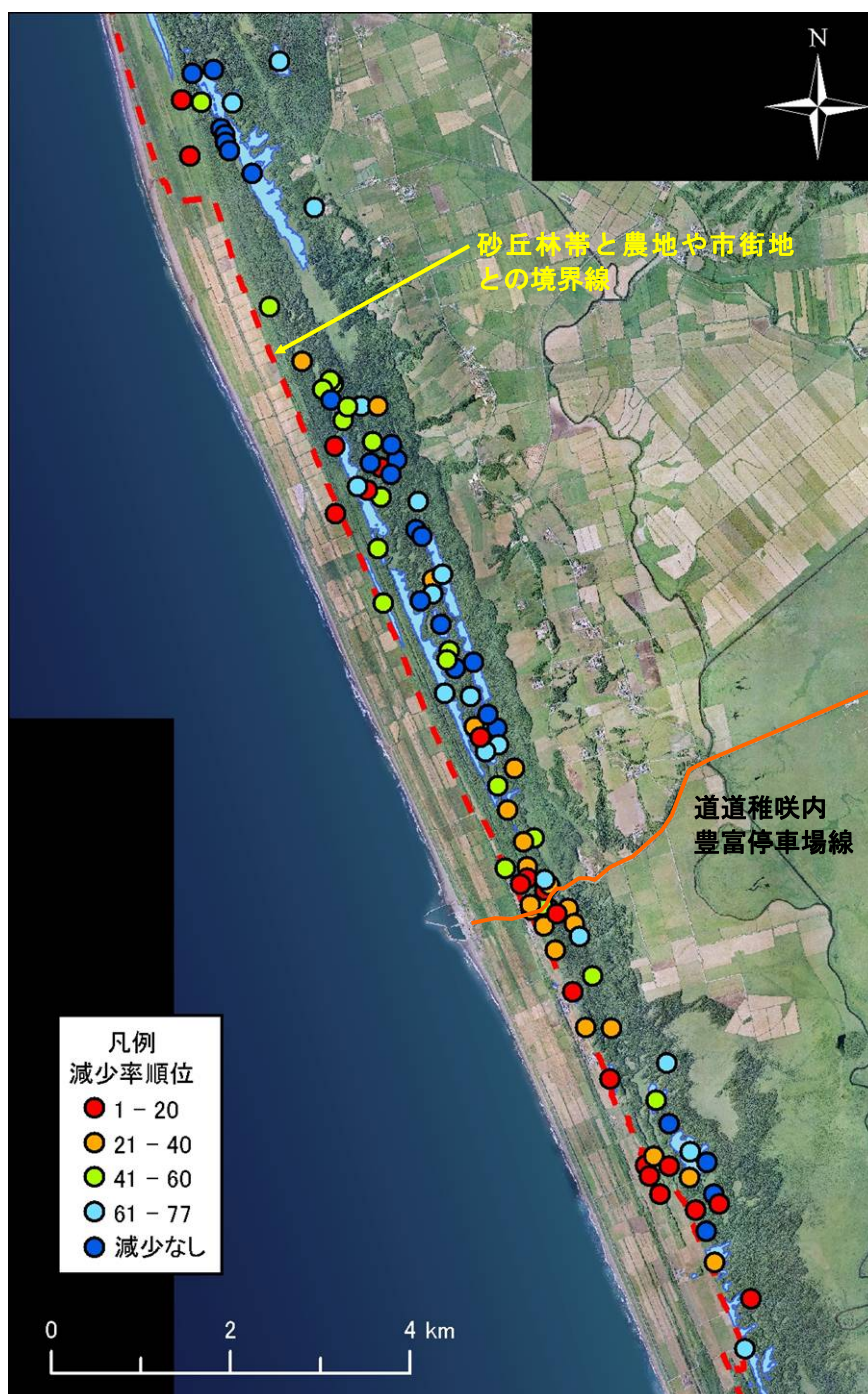 N
砂丘林帯と農地や市街地
との境界線
道道稚咲内
豊富停車場線
凡例
減少率順位
1 - 20
21 - 40
41 - 60
61 - 77
減少なし
0 2 4 km